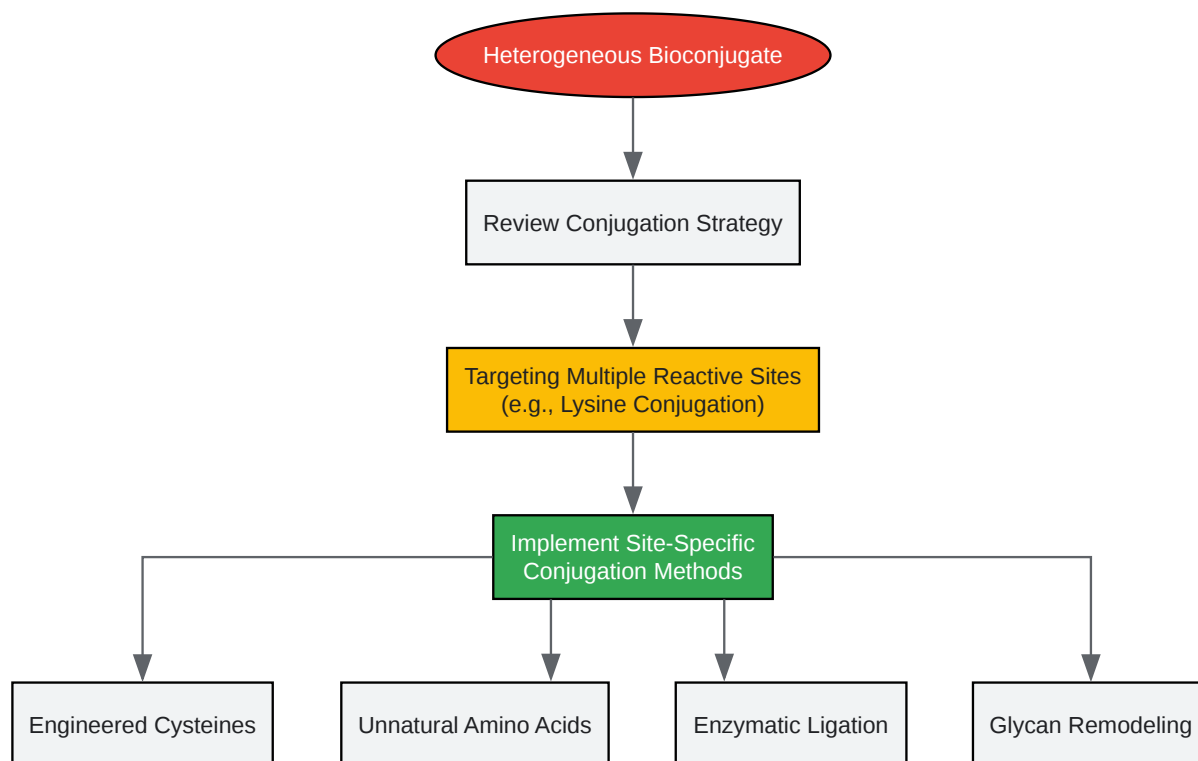 Heterogeneous Bioconjugate
Review Conjugation Strategy
Targeting Multiple Reactive Sites
(e.g., Lysine Conjugation)
Implement Site-Specific
Conjugation Methods
Engineered Cysteines
Unnatural Amino Acids
Enzymatic Ligation
Glycan Remodeling